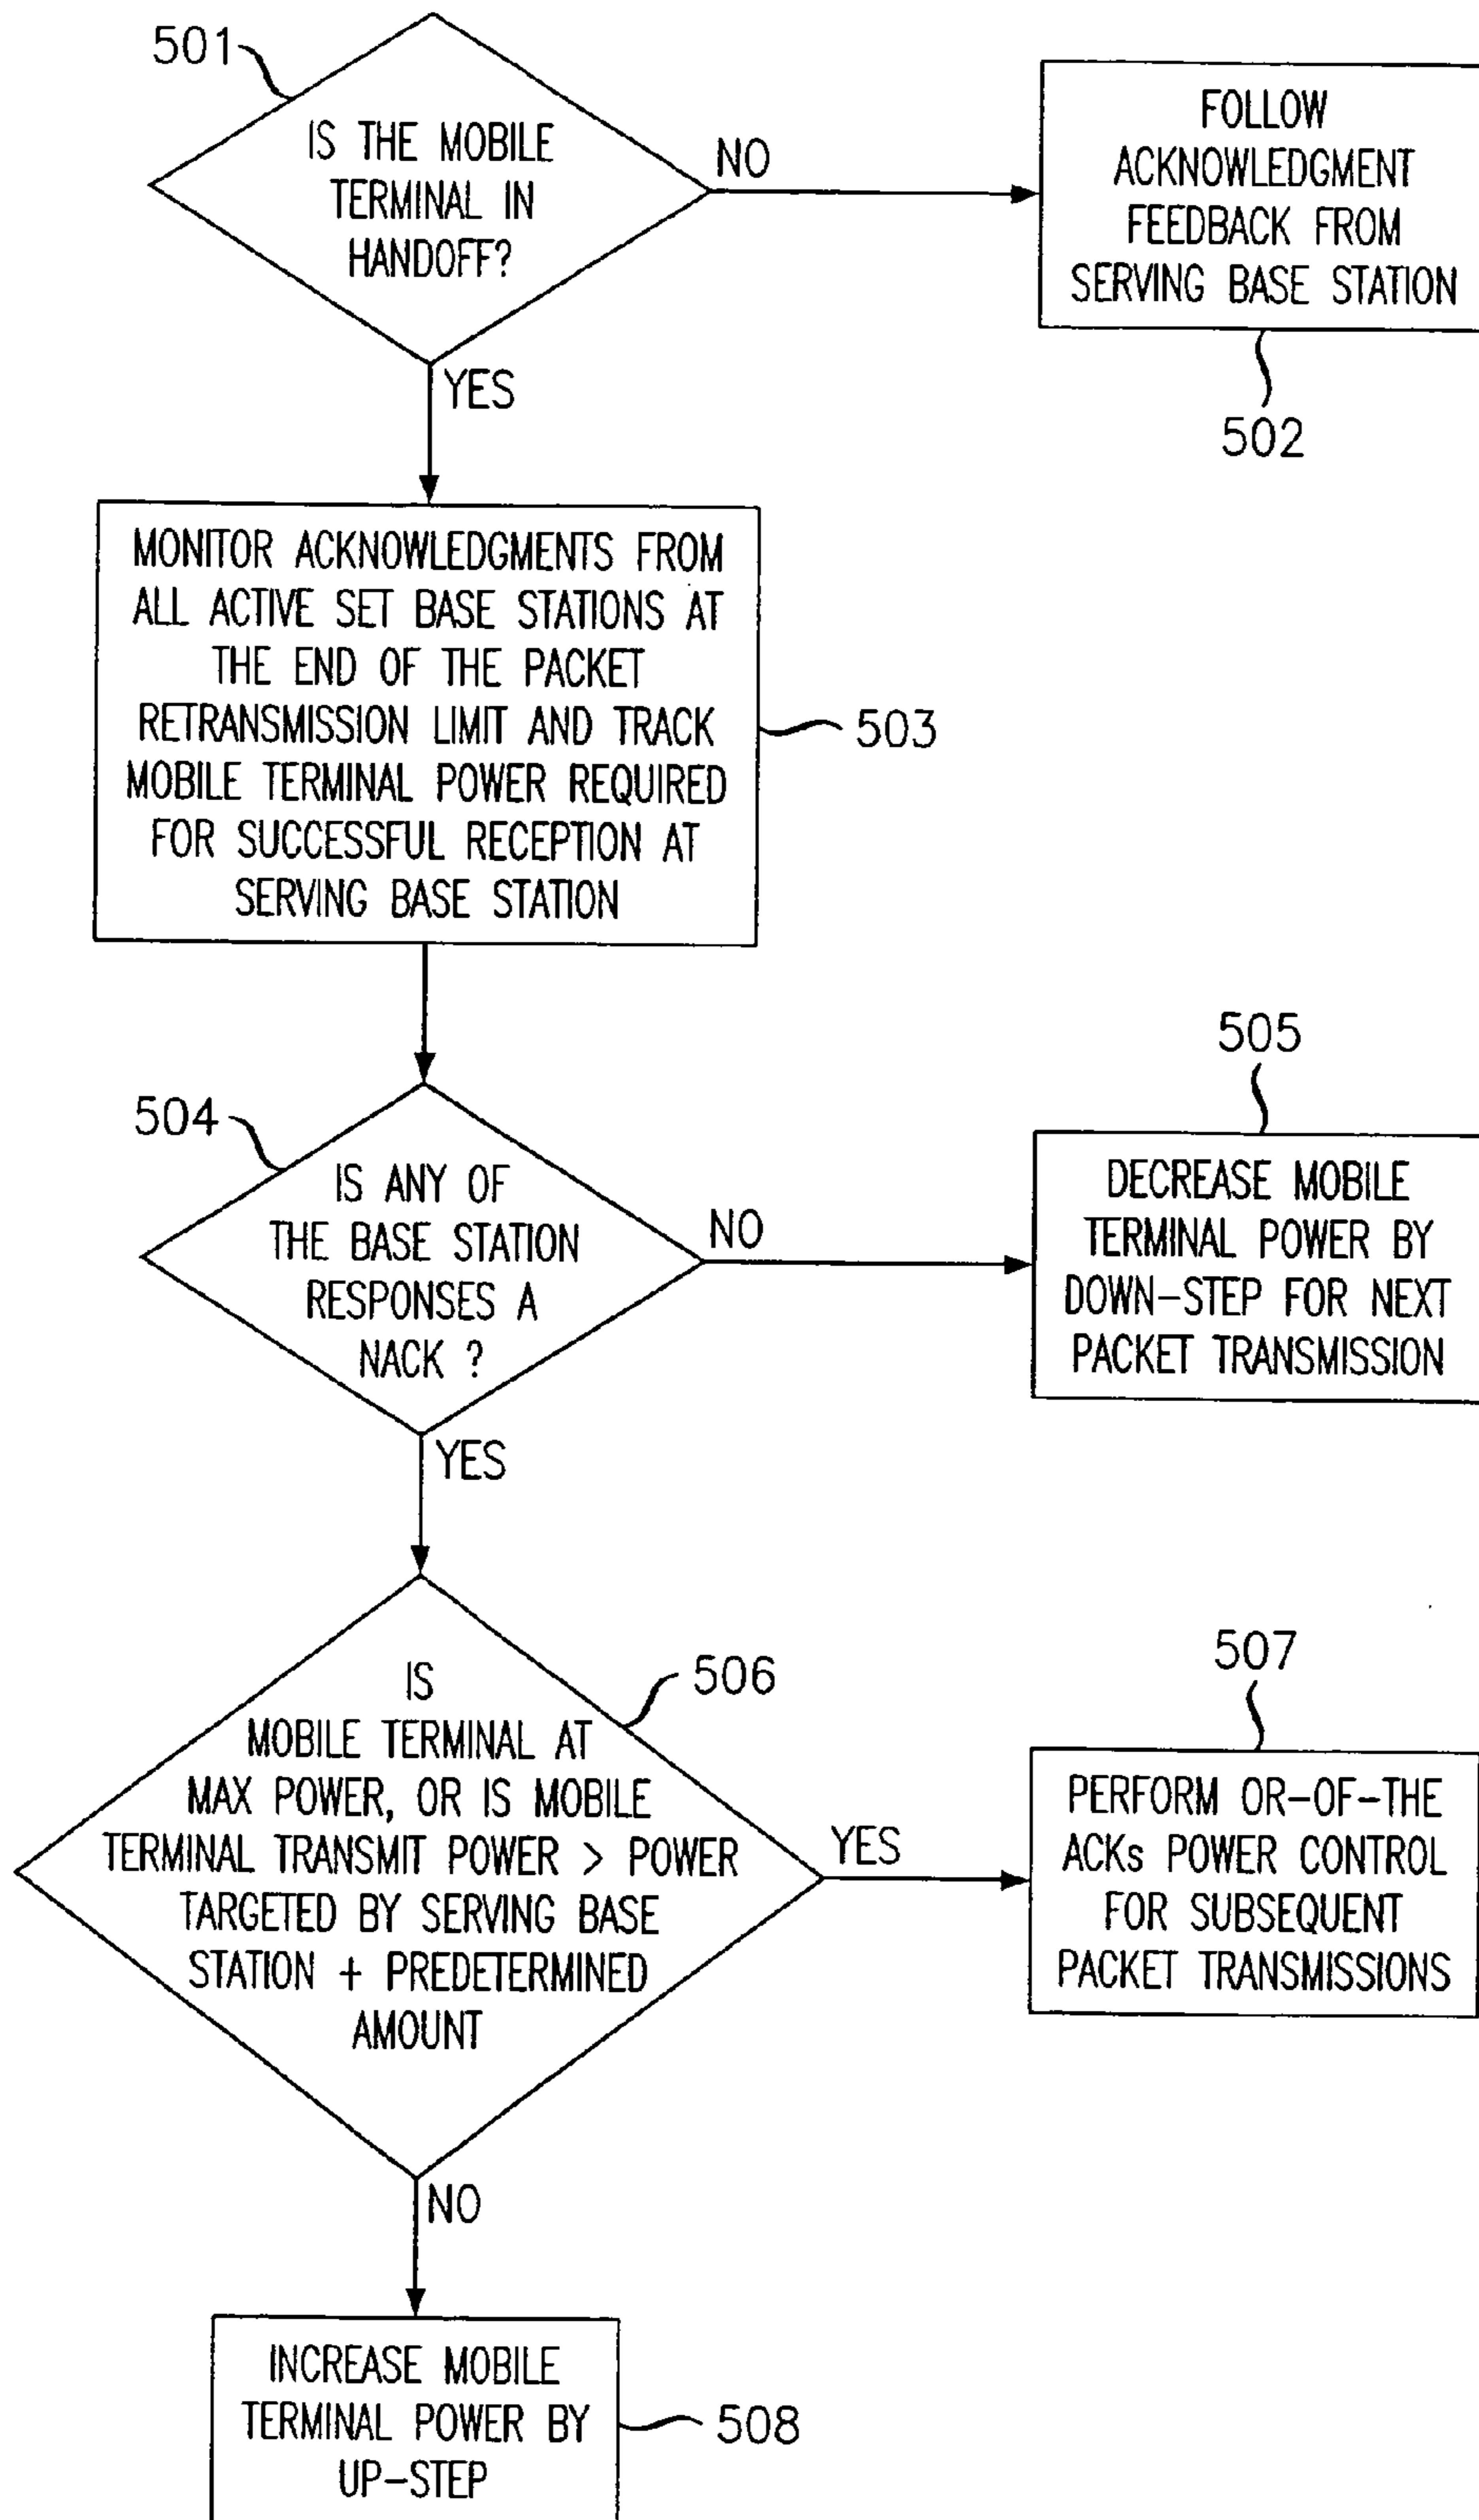 501
IS THE MOBILE
TERMINAL IN
HANDOFF?
NO
FOLLOW
ACKNOWLEDGMENT
FEEDBACK FROM
SERVING BASE STATION
502
YES
MONITOR ACKNOWLEDGMENTS FROM
ALL ACTIVE SET BASE STATIONS AT
THE END OF THE PACKET
RETRANSMISSION LIMIT AND TRACK
MOBILE TERMINAL POWER REQUIRED
FOR SUCCESSFUL RECEPTION AT
SERVING BASE STATION
503
504
IS ANY OF
THE BASE STATION
RESPONSES A
NACK ?
NO
505
DECREASE MOBILE
TERMINAL POWER BY
DOWN-STEP FOR NEXT
PACKET TRANSMISSION
YES
506
IS
MOBILE TERMINAL AT
MAX POWER, OR IS MOBILE
TERMINAL TRANSMIT POWER > POWER
TARGETED BY SERVING BASE
STATION + PREDETERMINED
AMOUNT
YES
507
PERFORM OR-OF-THE
ACKs POWER CONTROL
FOR SUBSEQUENT
PACKET TRANSMISSIONS
NO
INCREASE MOBILE
TERMINAL POWER BY
UP-STEP
508